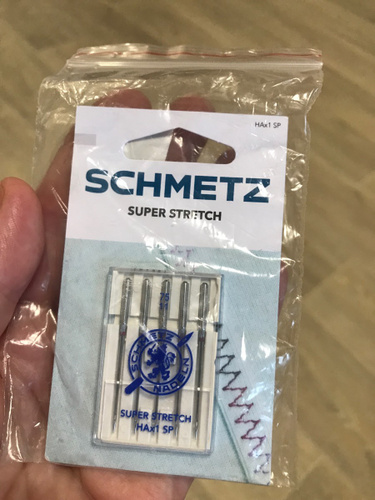 HAx1 SP
SCHMETZ
SUPER STRETCH
75
SCHMETZ
NADELN
SUPER STRETCH
HAx1 SP